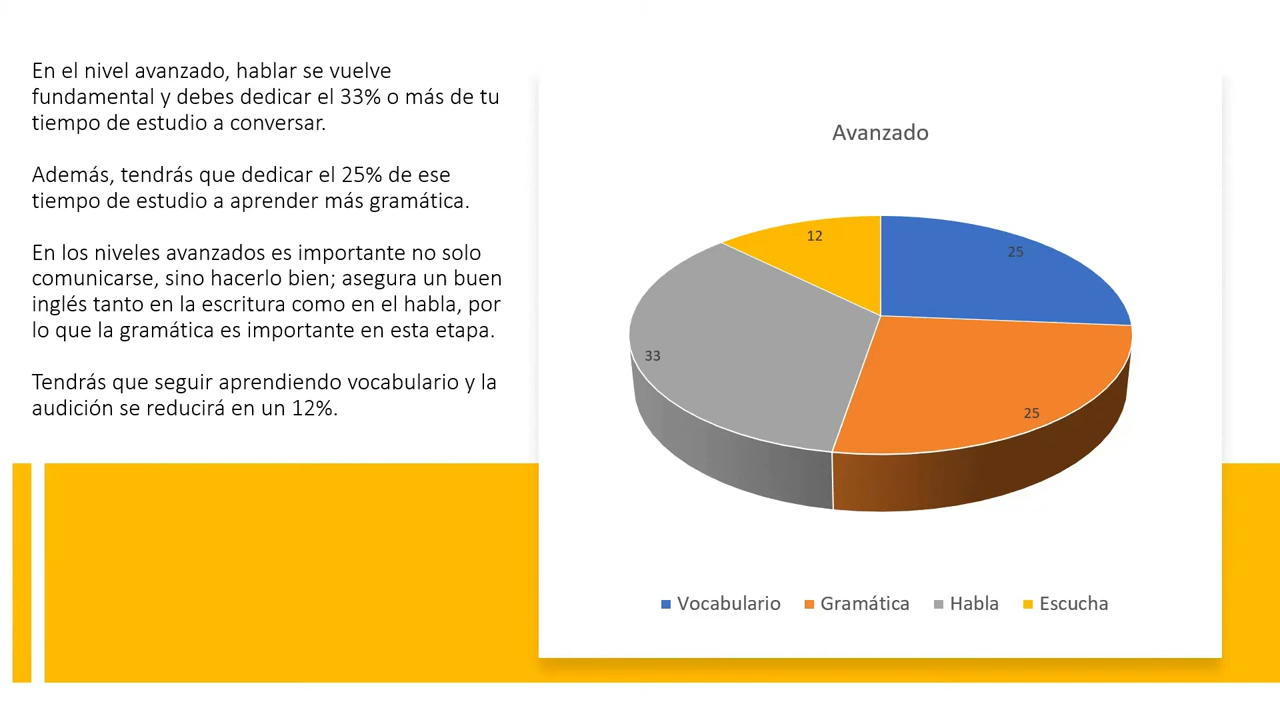 En el nivel avanzado, hablar se vuelve
fundamental y debes dedicar el 33% o más de tu
tiempo de estudio a conversar.
Además, tendrás que dedicar el 25% de ese
tiempo de estudio a aprender más gramática.
En los niveles avanzados es importante no solo
comunicarse, sino hacerlo bien; asegura un buen
inglés tanto en la escritura como en el habla, por
lo que la gramática es importante en esta etapa.
Tendrás que seguir aprendiendo vocabulario y la
audición se reducirá en un 12%.
Avanzado
12
25
33
25
Vocabulario Gramática Habla Escucha